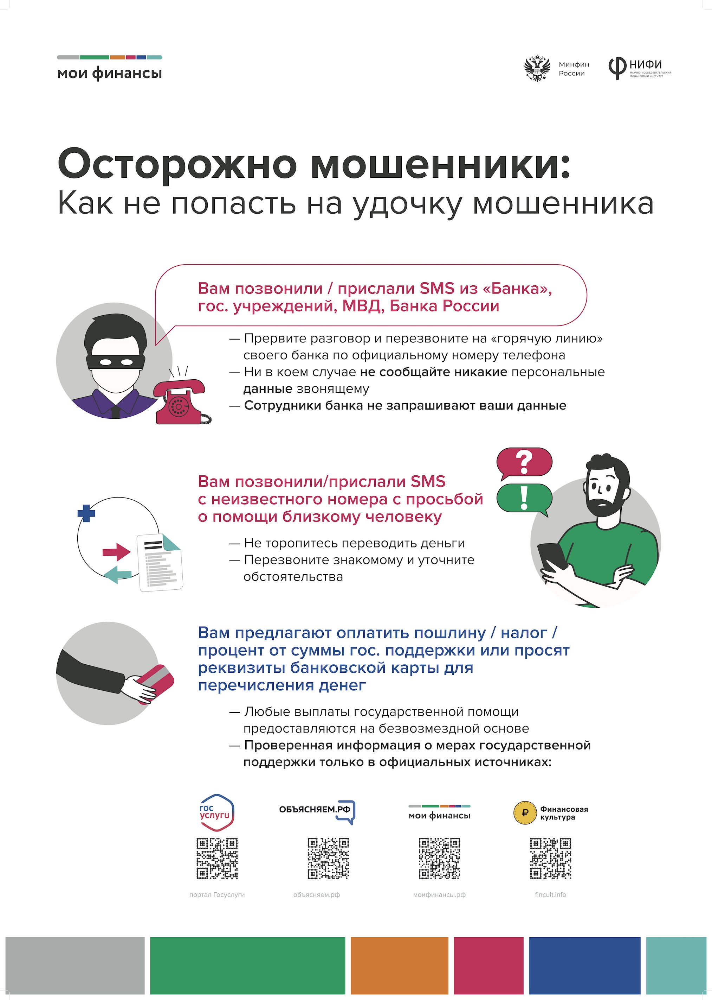 мои финансы
Минфин
России
НИФИ
НАУЧНО-ИССЛЕДОВАТЕЛЬСКИЙ
ФИНАНСОВЫЙ ИНСТИТУТ
Осторожно мошенники:
Как не попасть на удочку мошенника
Вам позвонили / прислали SMS из «Банка»,
гос. учреждений, МВД, Банка России
— Прервите разговор и перезвоните на «горячую линию»
своего банка по официальному номеру телефона
— Ни в коем случае не сообщайте никакие персональные
данные звонящему
— Сотрудники банка не запрашивают ваши данные
?
!
Вам позвонили/прислали SMS
с неизвестного номера с просьбой
о помощи близкому человеку
— Не торопитесь переводить деньги
— Перезвоните знакомому и уточните
обстоятельства
Вам предлагают оплатить пошлину / налог /
процент от суммы гос. поддержки или просят
реквизиты банковской карты для
перечисления денег
— Любые выплаты государственной помощи
предоставляются на безвозмездной основе
— Проверенная информация о мерах государственной
поддержки только в официальных источниках:
гос
услуги
ОБЪЯСНЯЕМ.РФ
мои финансы
₽
Финансовая
культура
портал Госуслуги
объясняем.рф
моифинансы.рф
fincult.info